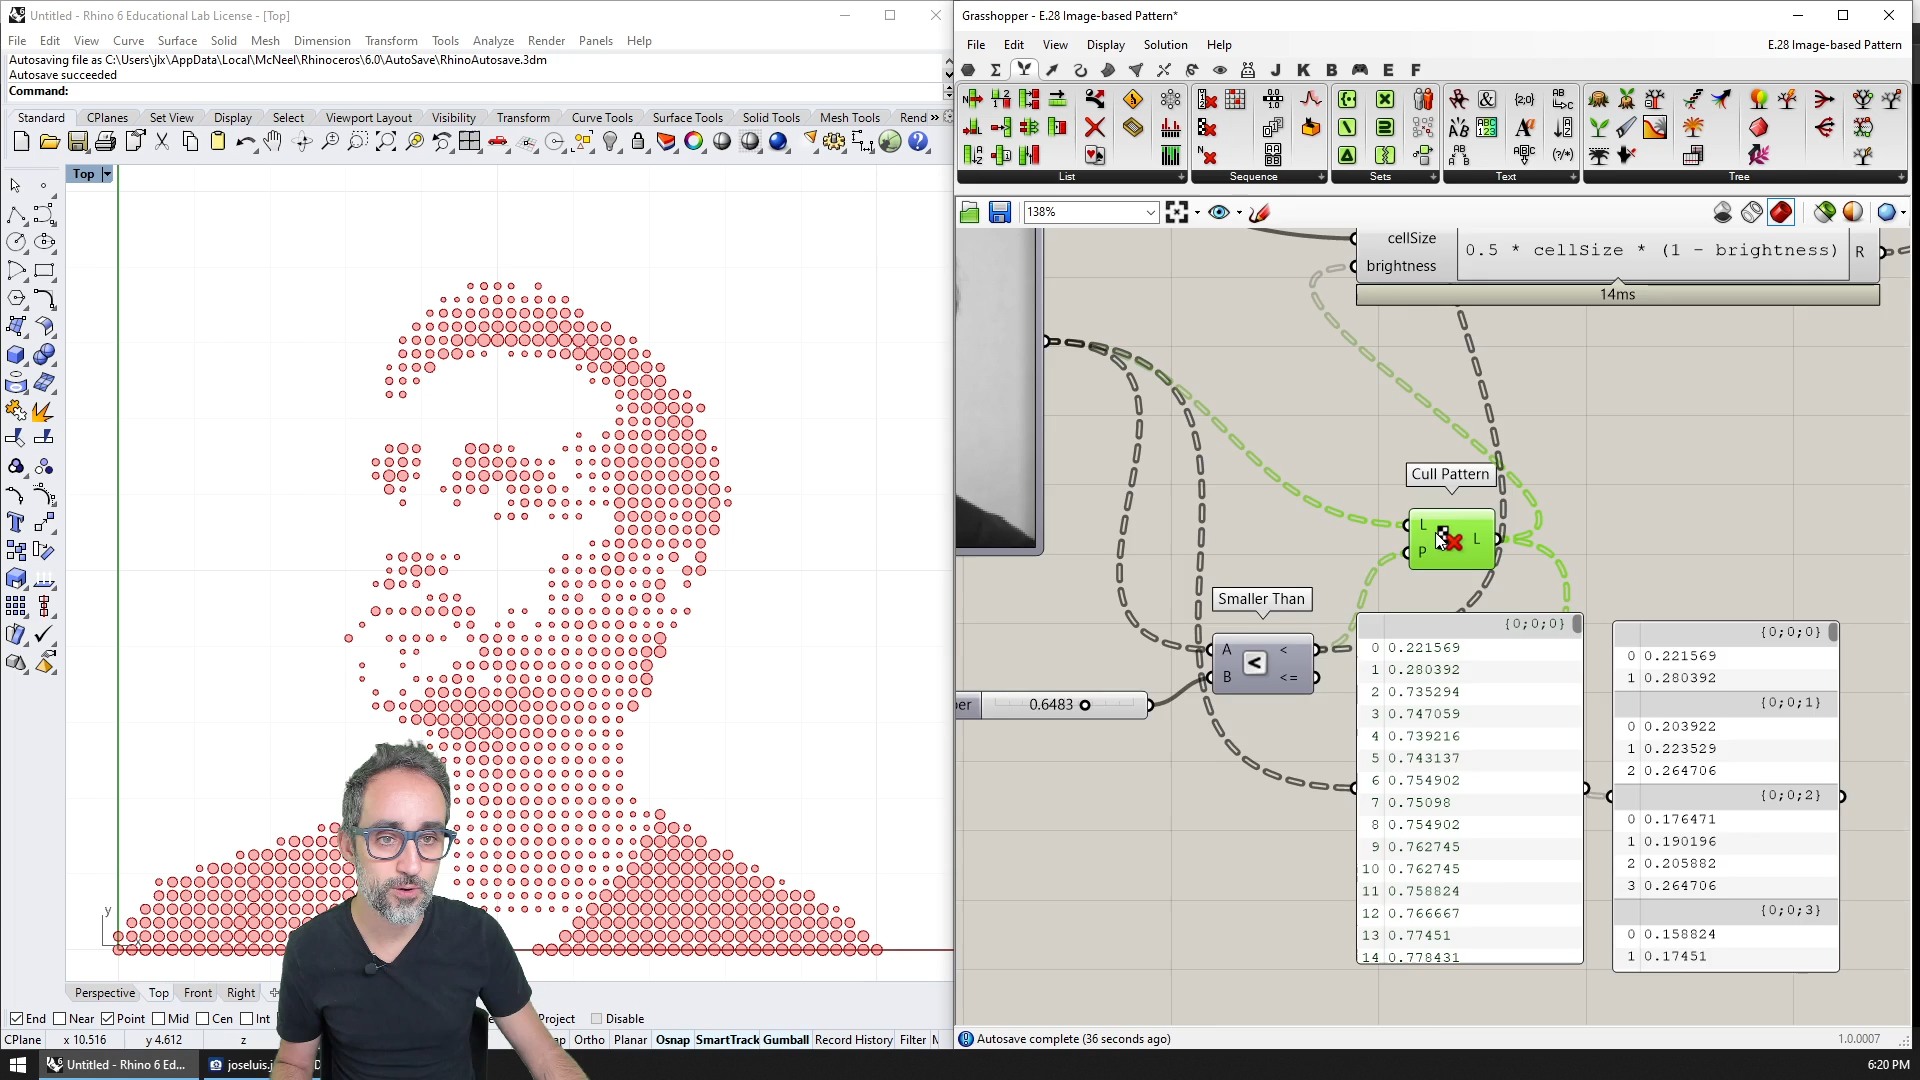 Untitled - Rhino 6 Educational Lab License - [Top]
File Edit View Curve Surface Solid Mesh Dimension Transform Tools Analyze Render Panels Help
Autosaving file as C:\Users\jlx\AppData\Local\McNeel\Rhinoceros\6.0\AutoSave\RhinoAutosave.3dm
Autosave succeeded
Command:
Standard CPlanes Set View Display Select Viewport Layout Visibility Transform Curve Tools Surface Tools Solid Tools Mesh Tools Rend
Top
y
Perspective Top Front Right
End Near Point Mid Cen Int Project Disable
CPlane x 10.516 y 4.612 z Ortho Planar Osnap SmartTrack Gumball Record History Filter M
Grasshopper - E.28 Image-based Pattern*
File Edit View Display Solution Help E.28 Image-based Pattern
J K B E F
List Sequence Sets Text Tree
138%
cellSize
brightness
0.5 * cellSize * (1 - brightness) R
14ms
Cull Pattern
L
P
L
Smaller Than
A <
B <=
per 0.6483
{0;0;0}
0 0.221569
1 0.280392
2 0.735294
3 0.747059
4 0.739216
5 0.743137
6 0.754902
7 0.75098
8 0.754902
9 0.762745
10 0.762745
11 0.758824
12 0.766667
13 0.77451
14 0.778431
{0;0;0}
0 0.221569
1 0.280392
{0;0;1}
0 0.203922
1 0.223529
2 0.264706
{0;0;2}
0 0.176471
1 0.190196
2 0.205882
3 0.264706
{0;0;3}
0 0.158824
1 0.17451
Autosave complete (36 seconds ago) 1.0.0007
Untitled - Rhino 6 Ed... joseluis.j 6:20 PM